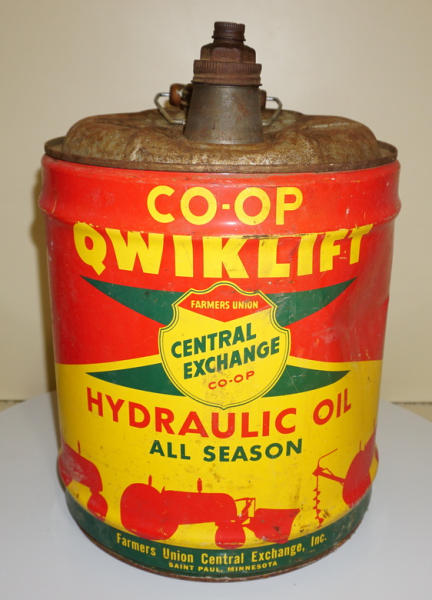 CO-OP
QWIKLIFT
FARMERS UNION
CENTRAL
EXCHANGE
CO-OP
HYDRAULIC OIL
ALL SEASON
Farmers Union Central Exchange, Inc.
SAINT PAUL, MINNESOTA